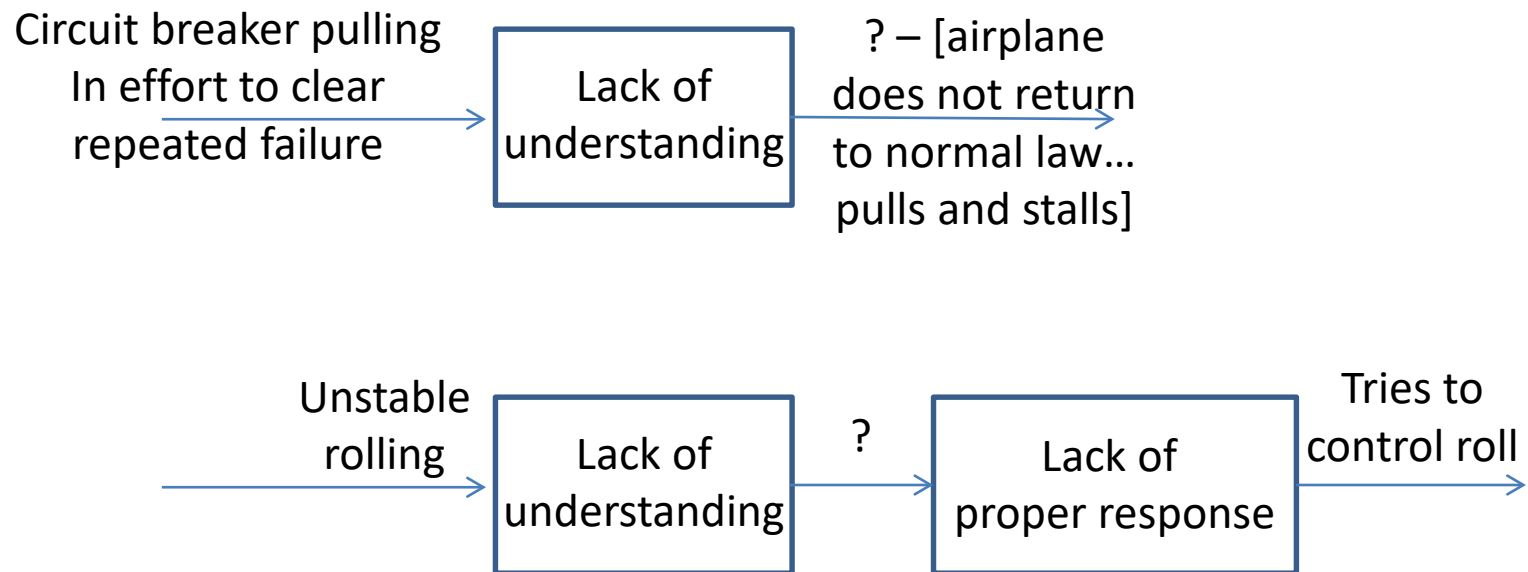 Circuit breaker pulling
In effort to clear
repeated failure
Lack of
understanding
? – [airplane
does not return
to normal law…
pulls and stalls]
Unstable
rolling
Lack of
understanding
?
Lack of
proper response
Tries to
control roll